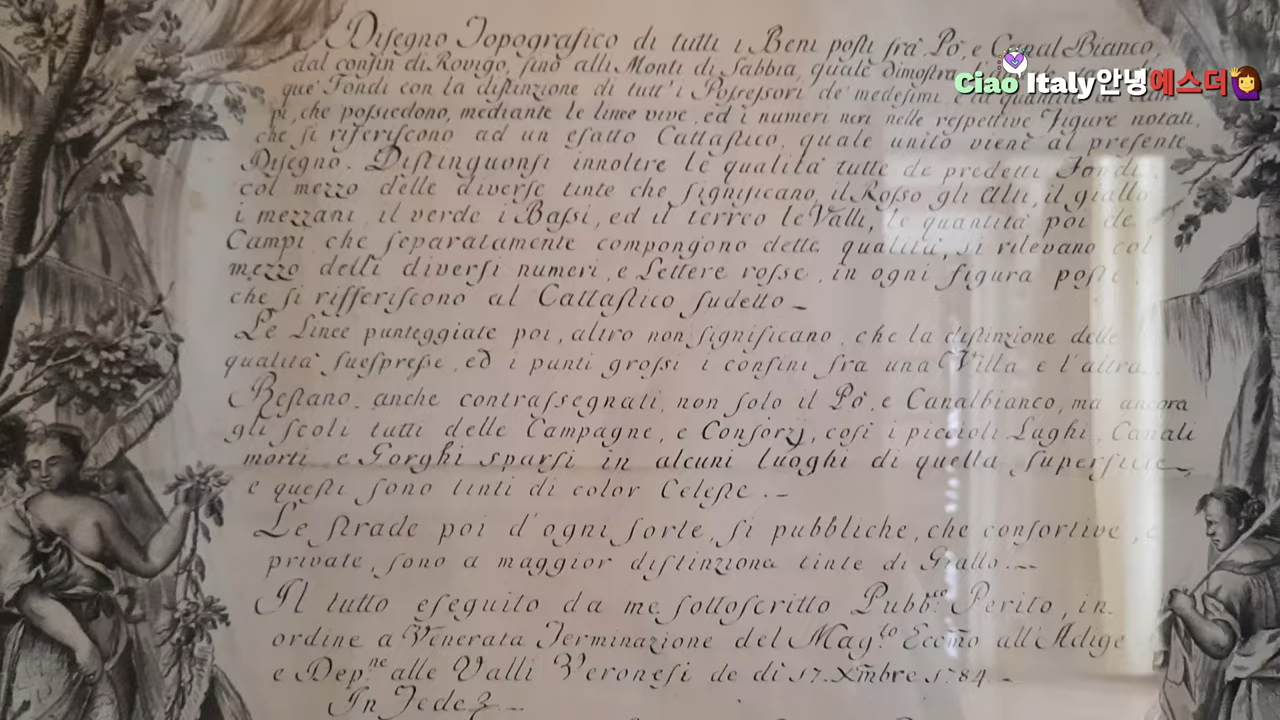 Ciao Italy안녕에스더
Disegno Topografico di tutti i Beni posti frà Pò e Canal Bianco,
dal confin di Rovigo, sino alli Monti di Sabbia, quale dimostra
que' Fondi con la distinzione di tutt' i Possessori de' medesimi, e la quantità de Cam-
pi, che possiedono, mediante le linee vive, ed i numeri neri nelle respettive Figure notati,
che si riferiscono ad un esatto Cattastico, quale unito viene al presente
Disegno. Distinguonsi innoltre le qualità tutte de predetti Fondi
col mezzo delle diverse tinte che significano, il Rosso gli Alti, il giallo
i mezzani, il verde i Bassi, ed il terreo le Valli, le quantità poi de
Campi, che separatamente compongono dette qualità, si rilevano col
mezzo delli diversi numeri, e Lettere rosse, in ogni figura poste,
che si rifferiscono al Cattastico sudetto -
Le Linee punteggiate poi, altro non significano, che la distinzione delle
qualità suespresse, ed i punti grossi i confini frà una Villa e l'altra.
Restano, anche contrassegnati, non solo il Pò, e Canalbianco, ma ancora
gli scoli tutti delle Campagne, e Consorzj, così i piccioli Laghi, Canali
morti, e Gorghi sparsi in alcuni luoghi di quella superficie,
e questi sono tinti di color Celeste. -
Le strade poi d'ogni sorte, sì pubbliche, che consortive, e
private, sono a maggior distinzione tinte di Giallo. -
Il tutto eseguito da me sottoscritto Pubb.co Perito, in
ordine a Venerata Terminazione del Mag.to Eccmo all'Adige
e Dep.ne alle Valli Veronesi de dì 17. Xmbre 1784 -
In Fede